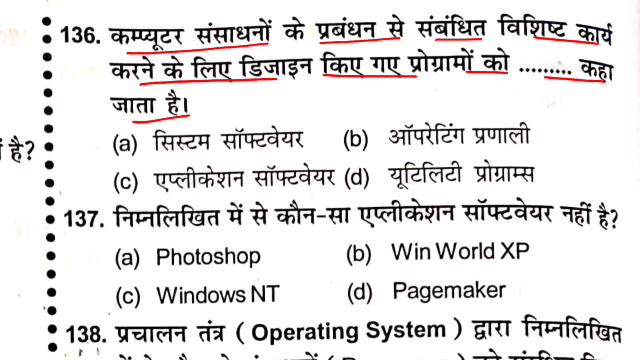 136. कम्प्यूटर संसाधनों के प्रबंधन से संबंधित विशिष्ट कार्य
करने के लिए डिजाइन किए गए प्रोग्रामों को ......... कहा
जाता है।
(a) सिस्टम सॉफ्टवेयर (b) ऑपरेटिंग प्रणाली
हैं?
(c) एप्लीकेशन सॉफ्टवेयर (d) यूटिलिटी प्रोग्राम्स
137. निम्नलिखित में से कौन-सा एप्लीकेशन सॉफ्टवेयर नहीं है?
(a) Photoshop (b) Win World XP
(c) Windows NT (d) Pagemaker
138. प्रचालन तंत्र ( Operating System ) द्वारा निम्नलिखित